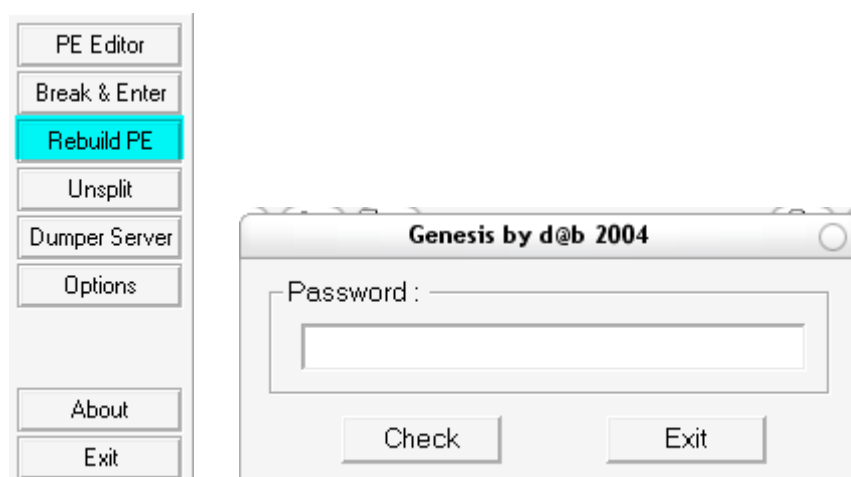 PE Editor
Break & Enter
Rebuild PE
Unsplit
Dumper Server
Options
About
Exit
Genesis by d@b 2004
Password :
Check
Exit